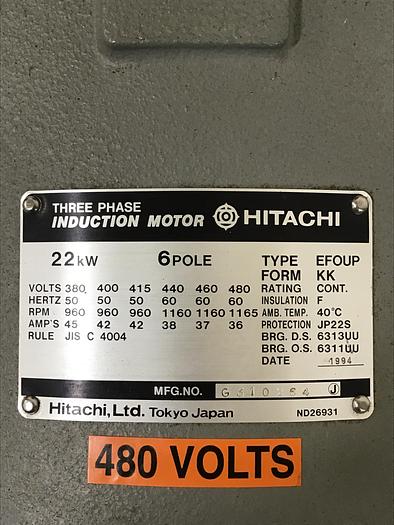 THREE PHASE
INDUCTION MOTOR HITACHI
22kW 6POLE TYPE EFOUP
FORM KK
VOLTS 380 400 415 440 460 480 RATING CONT.
HERTZ 50 50 50 60 60 60 INSULATION F
RPM 960 960 960 1160 1160 1165 AMB. TEMP. 40°C
AMP'S 45 42 42 38 37 36 PROTECTION JP22S
RULE JIS C 4004 BRG. D.S. 6313UU
BRG. O.S. 6311UU
DATE 1994
MFG.NO. J
Hitachi, Ltd. Tokyo Japan ND26931
480 VOLTS